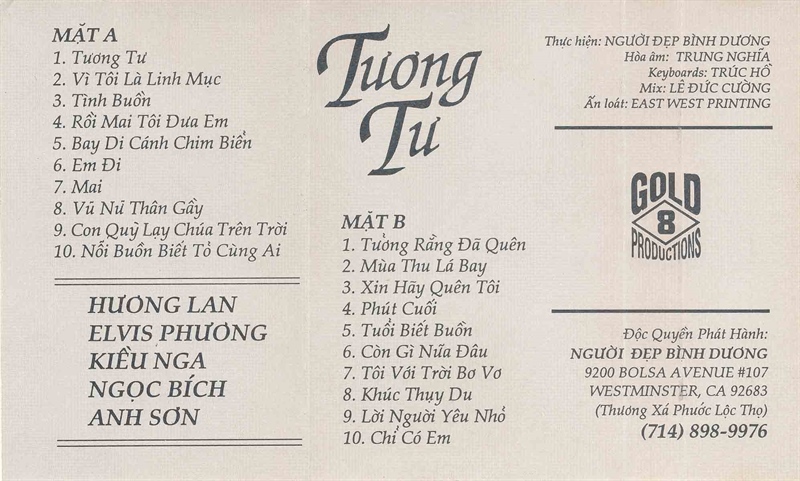 MẶT A
1. Tương Tư
2. Vì Tôi Là Linh Mục
3. Tình Buồn
4. Rồi Mai Tôi Đưa Em
5. Bay Di Cánh Chim Biển
6. Em Đi
7. Mai
8. Vũ Nữ Thân Gầy
9. Con Quỳ Lạy Chúa Trên Trời
10. Nỗi Buồn Biết Tỏ Cùng Ai
HƯƠNG LAN
ELVIS PHƯƠNG
KIỀU NGA
NGỌC BÍCH
ANH SƠN
Tương
Tư
MẶT B
1. Tưởng Rằng Đã Quên
2. Mùa Thu Lá Bay
3. Xin Hãy Quên Tôi
4. Phút Cuối
5. Tuổi Biết Buồn
6. Còn Gì Nữa Đâu
7. Tôi Với Trời Bơ Vơ
8. Khúc Thụy Du
9. Lời Người Yêu Nhỏ
10. Chỉ Có Em
Thực hiện: NGƯỜI ĐẸP BÌNH DƯƠNG
Hòa âm: TRUNG NGHĨA
Keyboards: TRÚC HỒ
Mix: LÊ ĐỨC CƯỜNG
Ấn loát: EAST WEST PRINTING
GOLD
8
PRODUCTIONS
Độc Quyền Phát Hành:
NGƯỜI ĐẸP BÌNH DƯƠNG
9200 BOLSA AVENUE #107
WESTMINSTER, CA 92683
(Thương Xá Phước Lộc Thọ)
(714) 898-9976